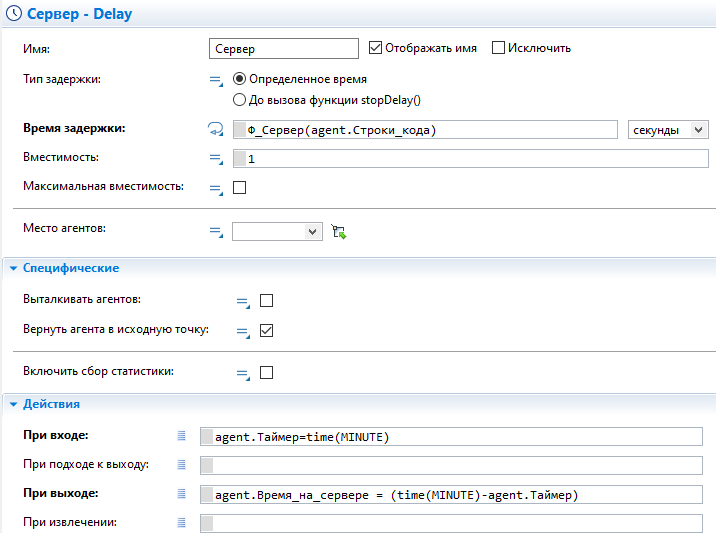 Сервер - Delay
Имя: Сервер Отображать имя Исключить
Тип задержки: Определенное время
До вызова функции stopDelay()
Время задержки: Ф_Сервер(agent.Строки_кода) секунды
Вместимость: 1
Максимальная вместимость:
Место агентов:
Специфические
Выталкивать агентов:
Вернуть агента в исходную точку:
Включить сбор статистики:
Действия
При входе: agent.Таймер=time(MINUTE)
При подходе к выходу:
При выходе: agent.Время_на_сервере = (time(MINUTE)-agent.Таймер)
При извлечении: